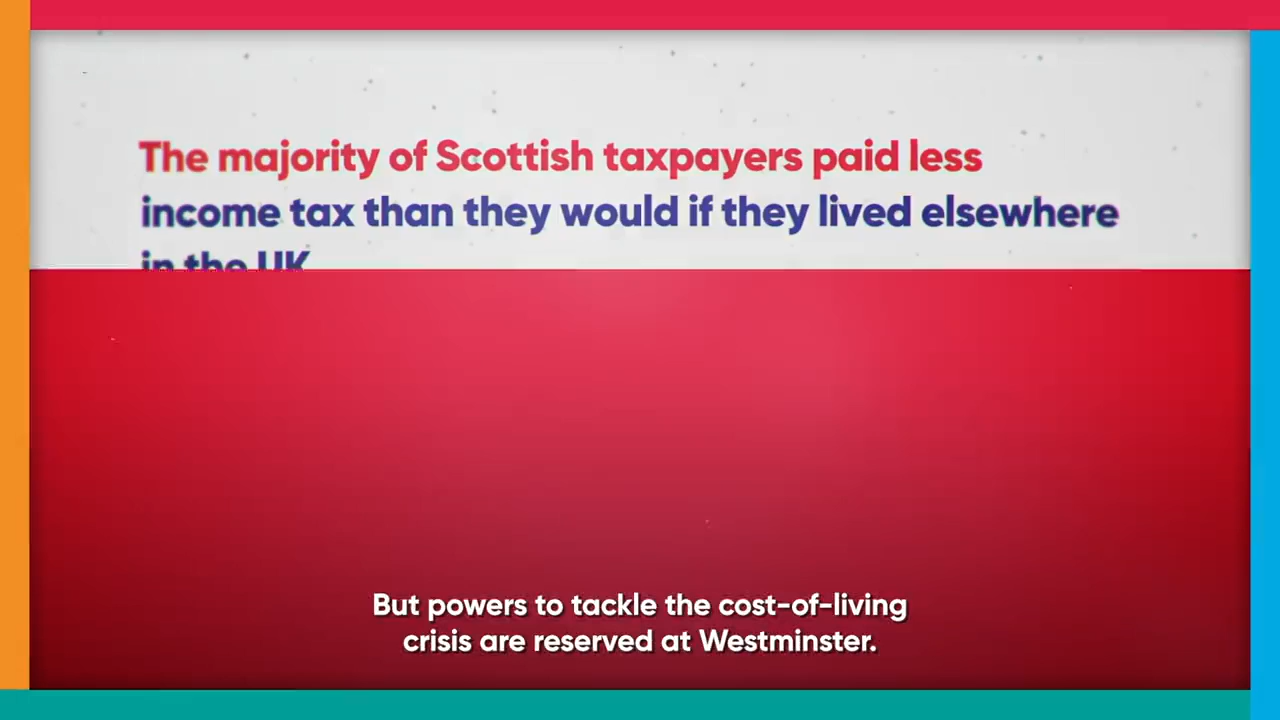 The majority of Scottish taxpayers paid less
income tax than they would if they lived elsewhere
in the UK
But powers to tackle the cost-of-living
crisis are reserved at Westminster.